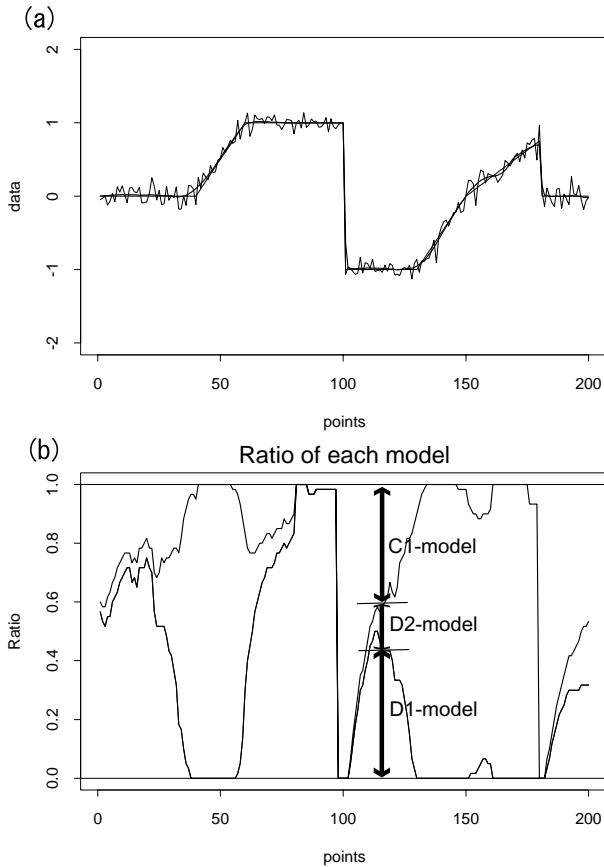 (a)
2
1
0
-1
-2
data
0 50 100 150 200
points
(b)
Ratio of each model
1.0
0.8
0.6
0.4
0.2
0.0
Ratio
C1-model
D2-model
D1-model
0 50 100 150 200
points